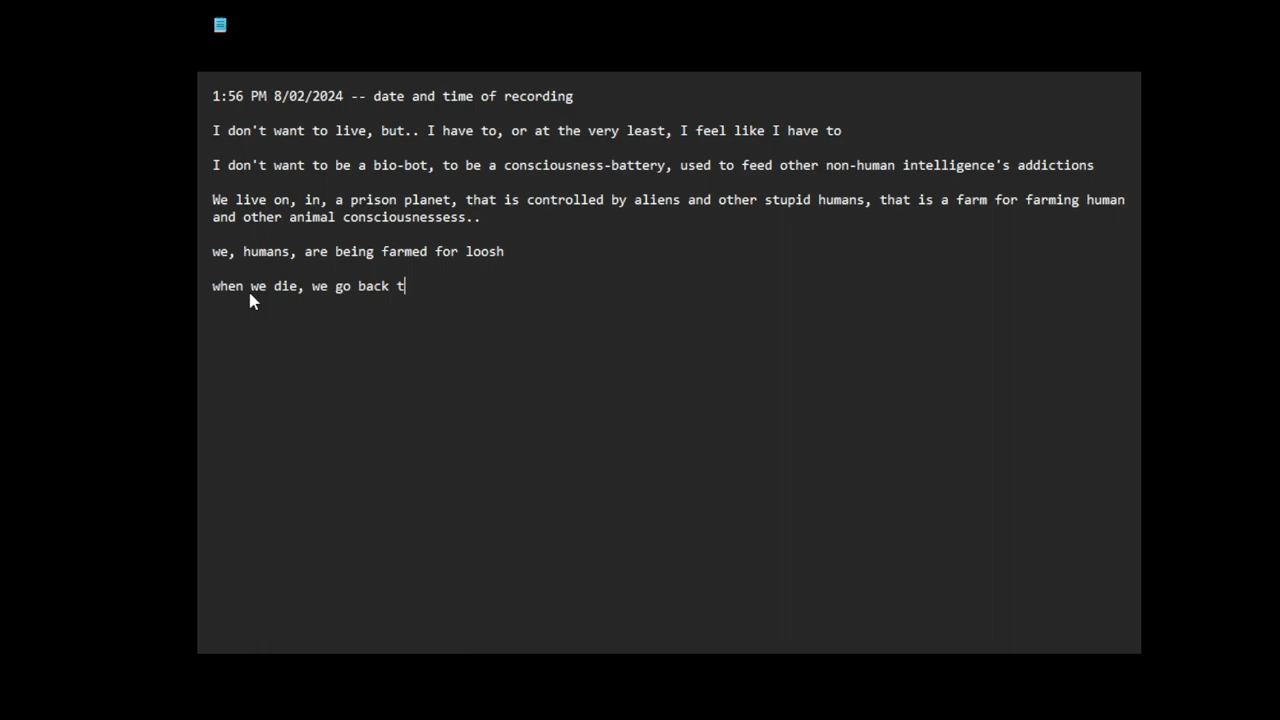 1:56 PM 8/02/2024 -- date and time of recording
I don't want to live, but.. I have to, or at the very least, I feel like I have to
I don't want to be a bio-bot, to be a consciousness-battery, used to feed other non-human intelligence's addictions
We live on, in, a prison planet, that is controlled by aliens and other stupid humans, that is a farm for farming human
and other animal consciousnessess..
we, humans, are being farmed for loosh
when we die, we go back t